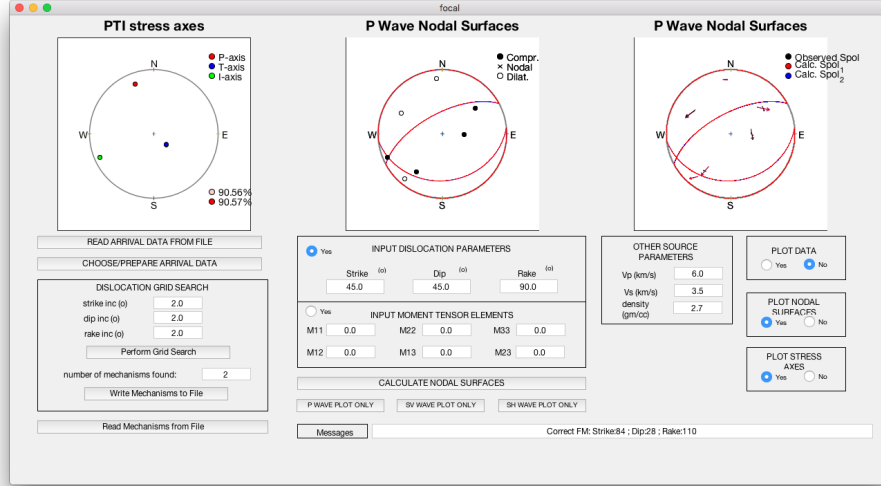 focal
PTI stress axes
P Wave Nodal Surfaces
P Wave Nodal Surfaces
P-axis
T-axis
I-axis
N
W
E
S
90.56%
90.57%
Compr.
Nodal
Dilat.
N
W
E
S
Observed Spol
Calc. Spol1
Calc. Spol2
N
W
E
S
READ ARRIVAL DATA FROM FILE
CHOOSE/PREPARE ARRIVAL DATA
DISLOCATION GRID SEARCH
strike inc (o) 2.0
dip inc (o) 2.0
rake inc (o) 2.0
Perform Grid Search
number of mechanisms found: 2
Write Mechanisms to File
Read Mechanisms from File
Yes INPUT DISLOCATION PARAMETERS
Strike (o) Dip (o) Rake (o)
45.0 45.0 90.0
Yes INPUT MOMENT TENSOR ELEMENTS
M11 0.0 M22 0.0 M33 0.0
M12 0.0 M13 0.0 M23 0.0
CALCULATE NODAL SURFACES
P WAVE PLOT ONLY SV WAVE PLOT ONLY SH WAVE PLOT ONLY
Messages Correct FM: Strike:84 ; Dip:28 ; Rake:110
OTHER SOURCE
PARAMETERS
Vp (km/s) 6.0
Vs (km/s) 3.5
density
(gm/cc) 2.7
PLOT DATA
Yes No
PLOT NODAL
SURFACES
Yes No
PLOT STRESS
AXES
Yes No